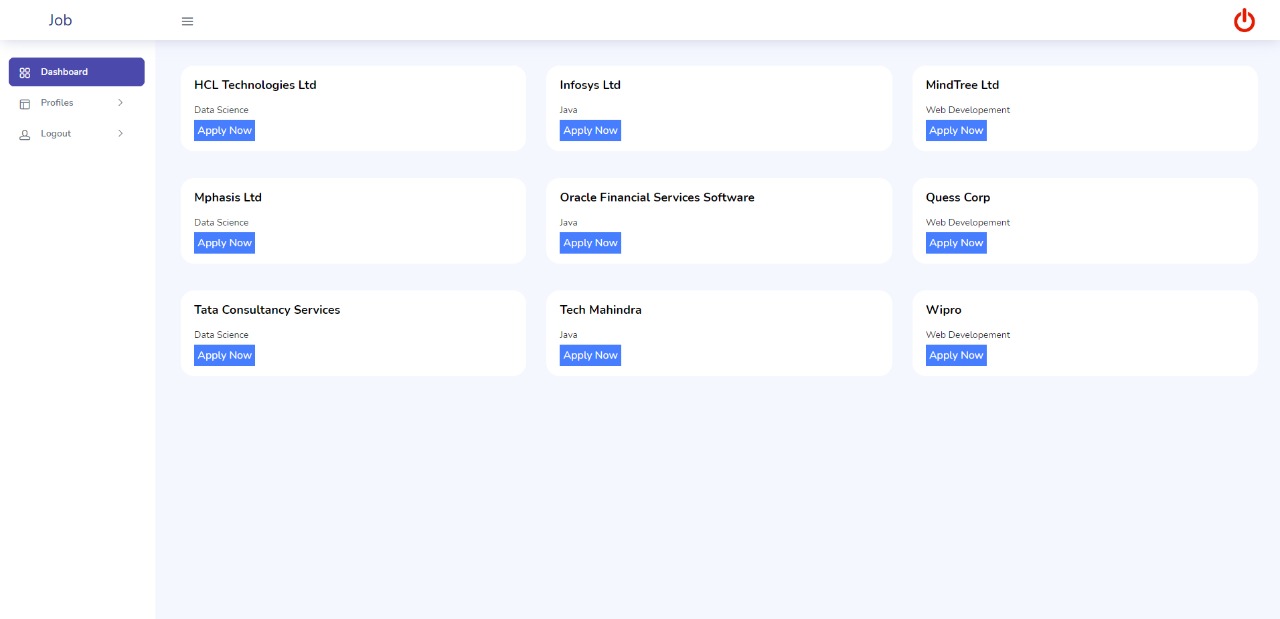 Job
Dashboard
Profiles
Logout
HCL Technologies Ltd
Data Science
Apply Now
Infosys Ltd
Java
Apply Now
MindTree Ltd
Web Developement
Apply Now
Mphasis Ltd
Data Science
Apply Now
Oracle Financial Services Software
Java
Apply Now
Quess Corp
Web Developement
Apply Now
Tata Consultancy Services
Data Science
Apply Now
Tech Mahindra
Java
Apply Now
Wipro
Web Developement
Apply Now